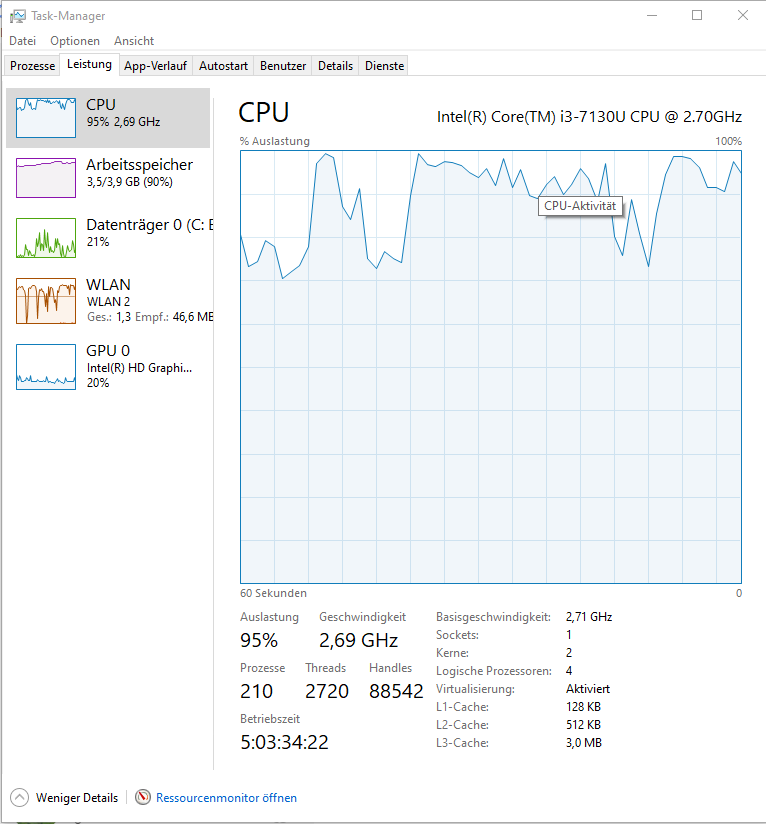 Task-Manager
Datei Optionen Ansicht
Prozesse Leistung App-Verlauf Autostart Benutzer Details Dienste
CPU
95% 2,69 GHz
Arbeitsspeicher
3,5/3,9 GB (90%)
Datenträger 0 (C: E
21%
WLAN
WLAN 2
Ges.: 1,3 Empf.: 46,6 MB
GPU 0
Intel(R) HD Graphi...
20%
CPU
Intel(R) Core(TM) i3-7130U CPU @ 2.70GHz
% Auslastung 100%
CPU-Aktivität
60 Sekunden 0
Auslastung Geschwindigkeit
95% 2,69 GHz
Prozesse Threads Handles
210 2720 88542
Betriebszeit
5:03:34:22
Basisgeschwindigkeit: 2,71 GHz
Sockets: 1
Kerne: 2
Logische Prozessoren: 4
Virtualisierung: Aktiviert
L1-Cache: 128 KB
L2-Cache: 512 KB
L3-Cache: 3,0 MB
Weniger Details Ressourcenmonitor öffnen